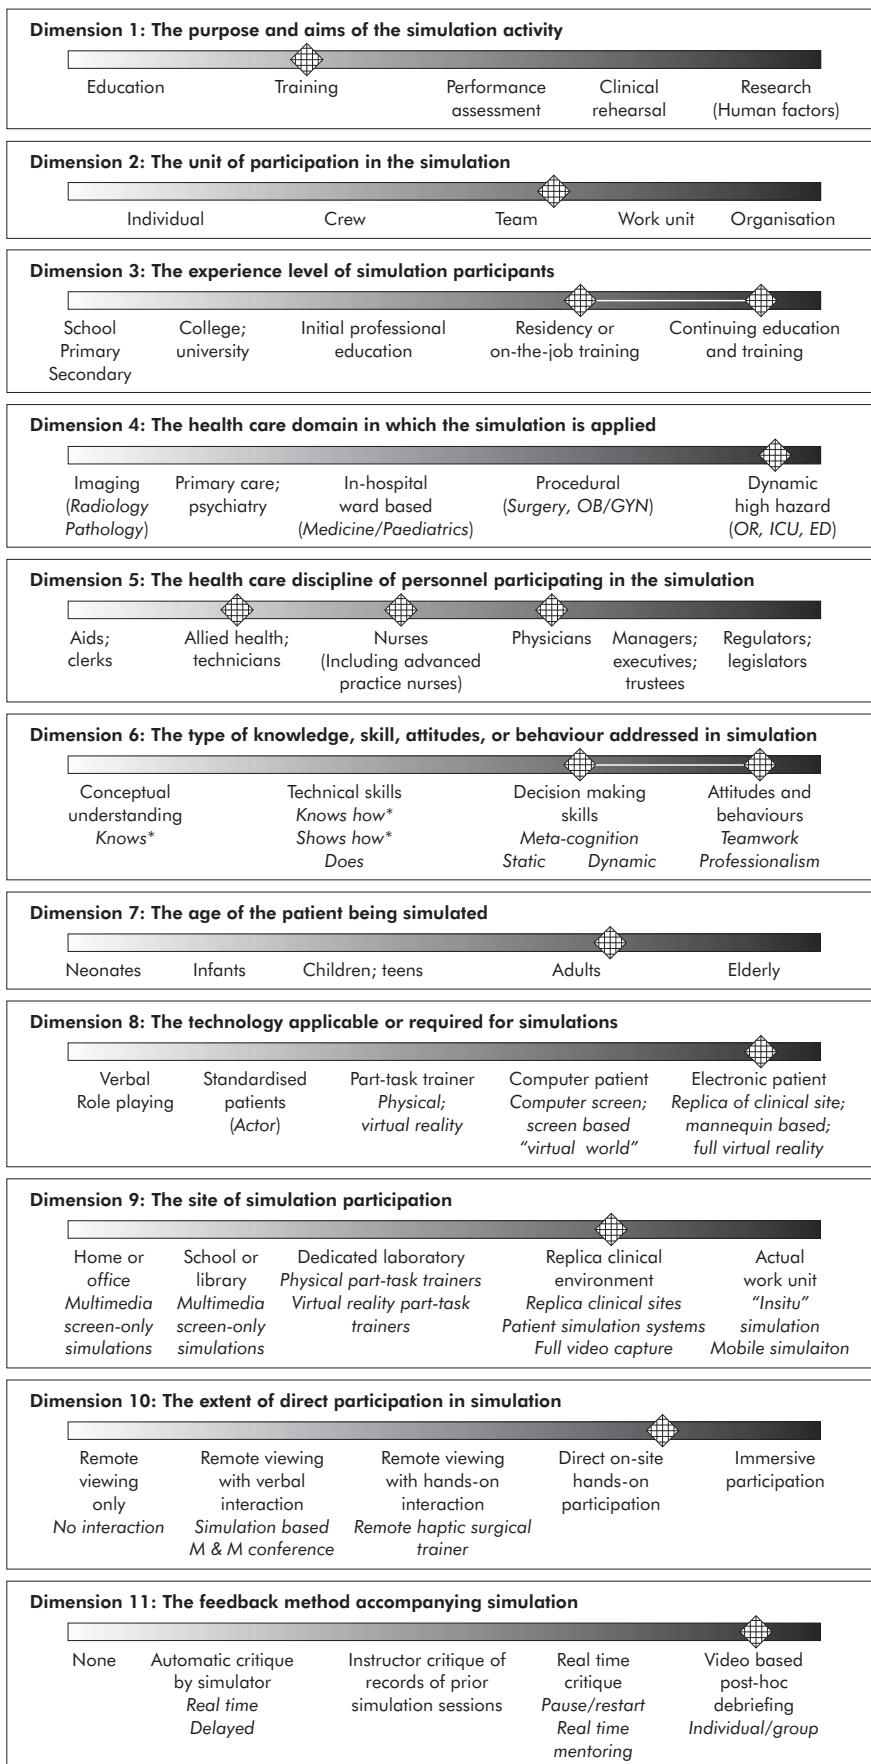 Dimension 1: The purpose and aims of the simulation activity
Education Training Performance Clinical Research
assessment rehearsal (Human factors)
Dimension 2: The unit of participation in the simulation
Individual Crew Team Work unit Organisation
Dimension 3: The experience level of simulation participants
School College; Initial professional Residency or Continuing education
Primary university education on-the-job training and training
Secondary
Dimension 4: The health care domain in which the simulation is applied
Imaging Primary care; In-hospital Procedural Dynamic
(Radiology psychiatry ward based (Surgery, OB/GYN) high hazard
Pathology) (Medicine/Paediatrics) (OR, ICU, ED)
Dimension 5: The health care discipline of personnel participating in the simulation
Aids; Allied health; Nurses Physicians Managers; Regulators;
clerks technicians (Including advanced executives; legislators
practice nurses) trustees
Dimension 6: The type of knowledge, skill, attitudes, or behaviour addressed in simulation
Conceptual Technical skills Decision making Attitudes and
understanding Knows how* skills behaviours
Knows* Shows how* Meta-cognition Teamwork
Does Static Dynamic Professionalism
Dimension 7: The age of the patient being simulated
Neonates Infants Children; teens Adults Elderly
Dimension 8: The technology applicable or required for simulations
Verbal Standardised Part-task trainer Computer patient Electronic patient
Role playing patients Physical; Computer screen; Replica of clinical site;
(Actor) virtual reality screen based mannequin based;
“virtual world” full virtual reality
Dimension 9: The site of simulation participation
Home or School or Dedicated laboratory Replica clinical Actual
office library Physical part-task trainers environment work unit
Multimedia Multimedia Virtual reality part-task Replica clinical sites “Insitu”
screen-only screen-only trainers Patient simulation systems simulation
simulations simulations Full video capture Mobile simulaiton
Dimension 10: The extent of direct participation in simulation
Remote Remote viewing Remote viewing Direct on-site Immersive
viewing with verbal with hands-on hands-on participation
only interaction interaction participation
No interaction Simulation based Remote haptic surgical
M & M conference trainer
Dimension 11: The feedback method accompanying simulation
None Automatic critique Instructor critique of Real time Video based
by simulator records of prior critique post-hoc
Real time simulation sessions Pause/restart debriefing
Delayed Real time Individual/group
mentoring